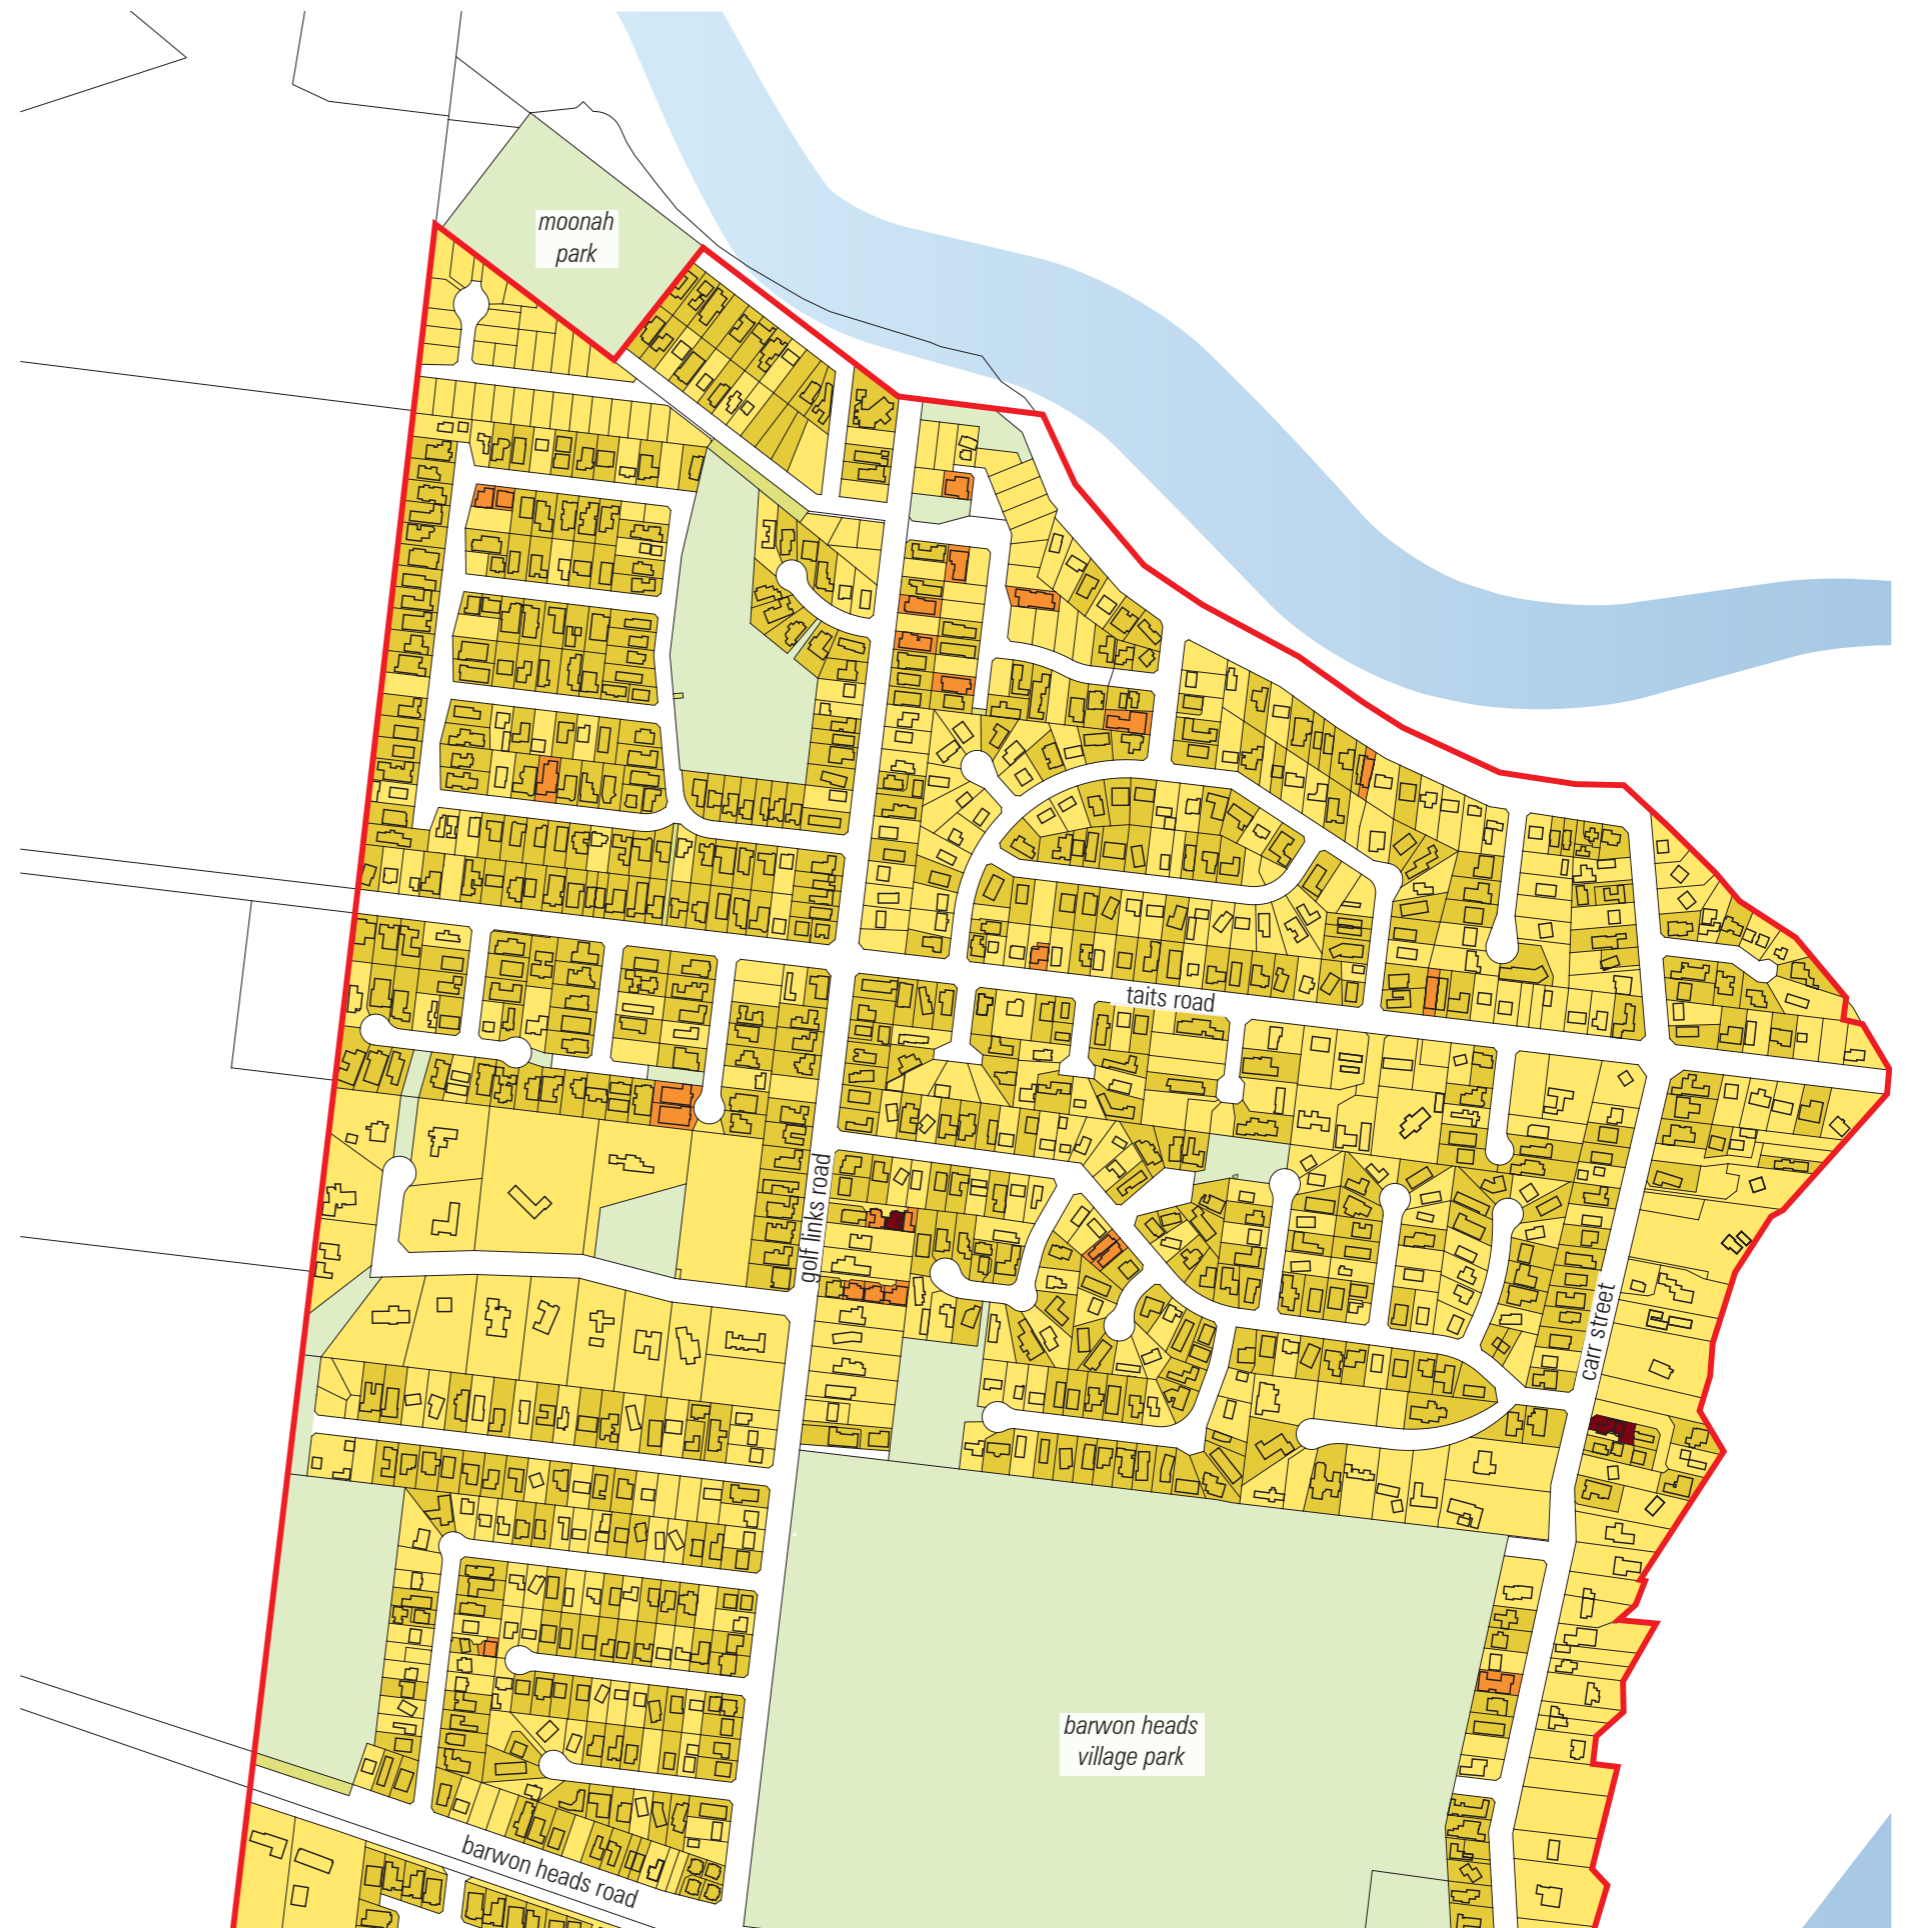 moonah
park
taits road
golf links road
carr street
barwon heads
village park
barwon heads road